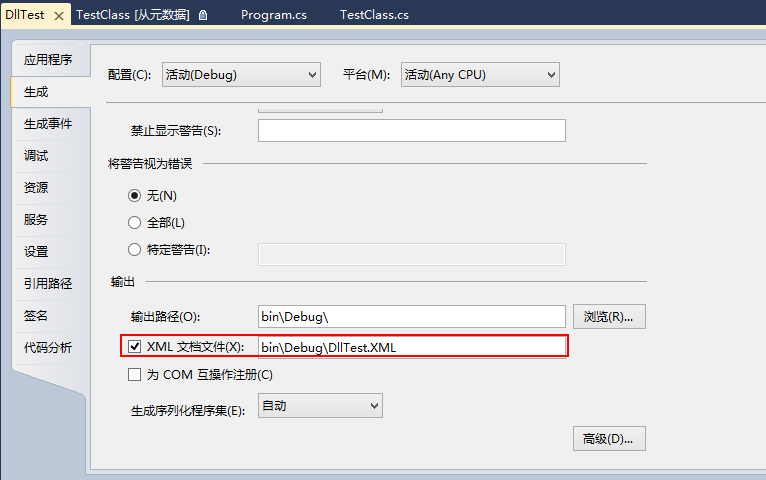 DllTest TestClass [从元数据] Program.cs TestClass.cs
应用程序
生成
生成事件
调试
资源
服务
设置
引用路径
签名
代码分析
配置(C): 活动(Debug) 平台(M): 活动(Any CPU)
禁止显示警告(S):
将警告视为错误
无(N)
全部(L)
特定警告(I):
输出
输出路径(O): bin\Debug\ 浏览(R)...
XML 文档文件(X): bin\Debug\DllTest.XML
为 COM 互操作注册(C)
生成序列化程序集(E): 自动
高级(D)...